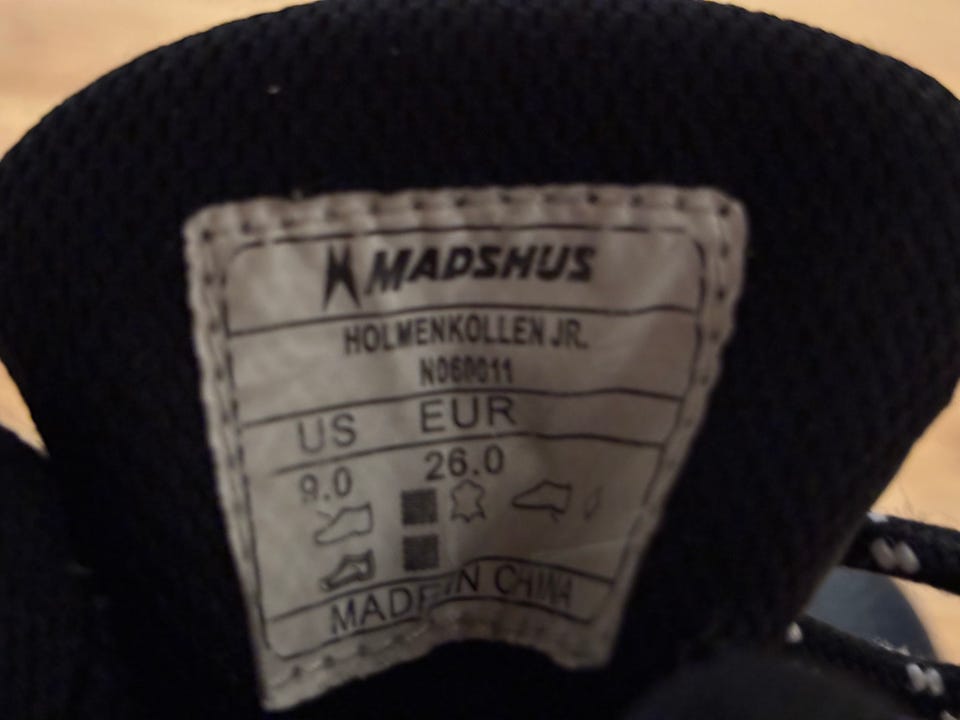 MADSHUS
HOLMENKOLLEN JR.
N060011
US EUR
9.0 26.0
MADE IN CHINA